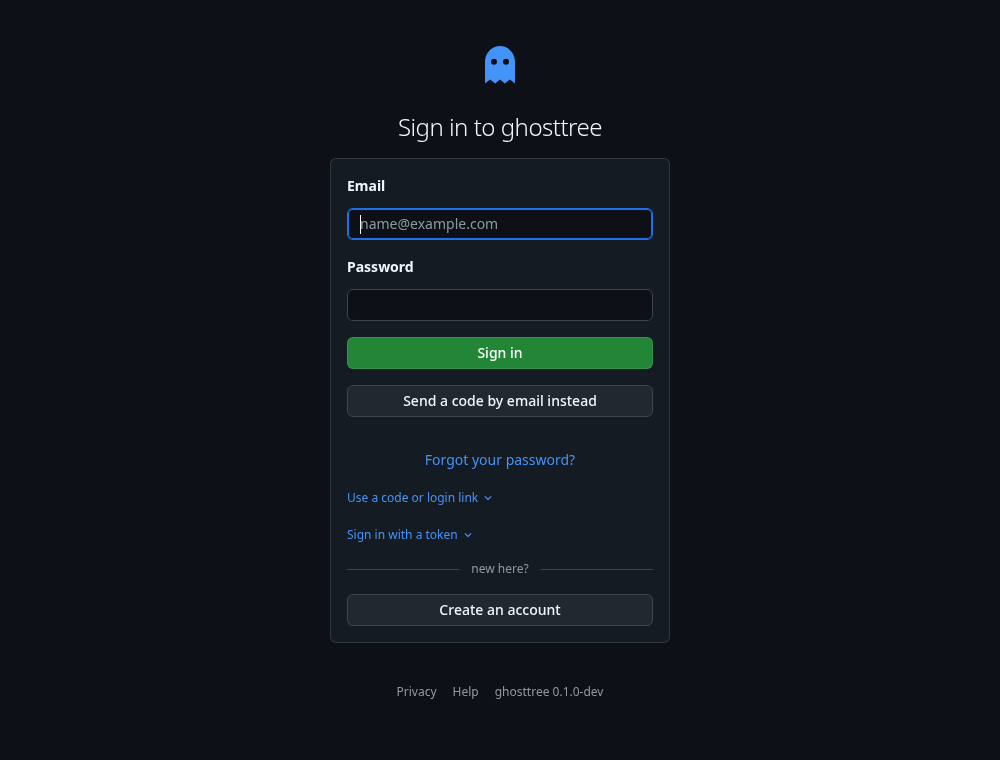 Sign in to ghosttree
Email
name@example.com
Password
Sign in
Send a code by email instead
Forgot your password?
Use a code or login link
Sign in with a token
new here?
Create an account
Privacy Help ghosttree 0.1.0-dev